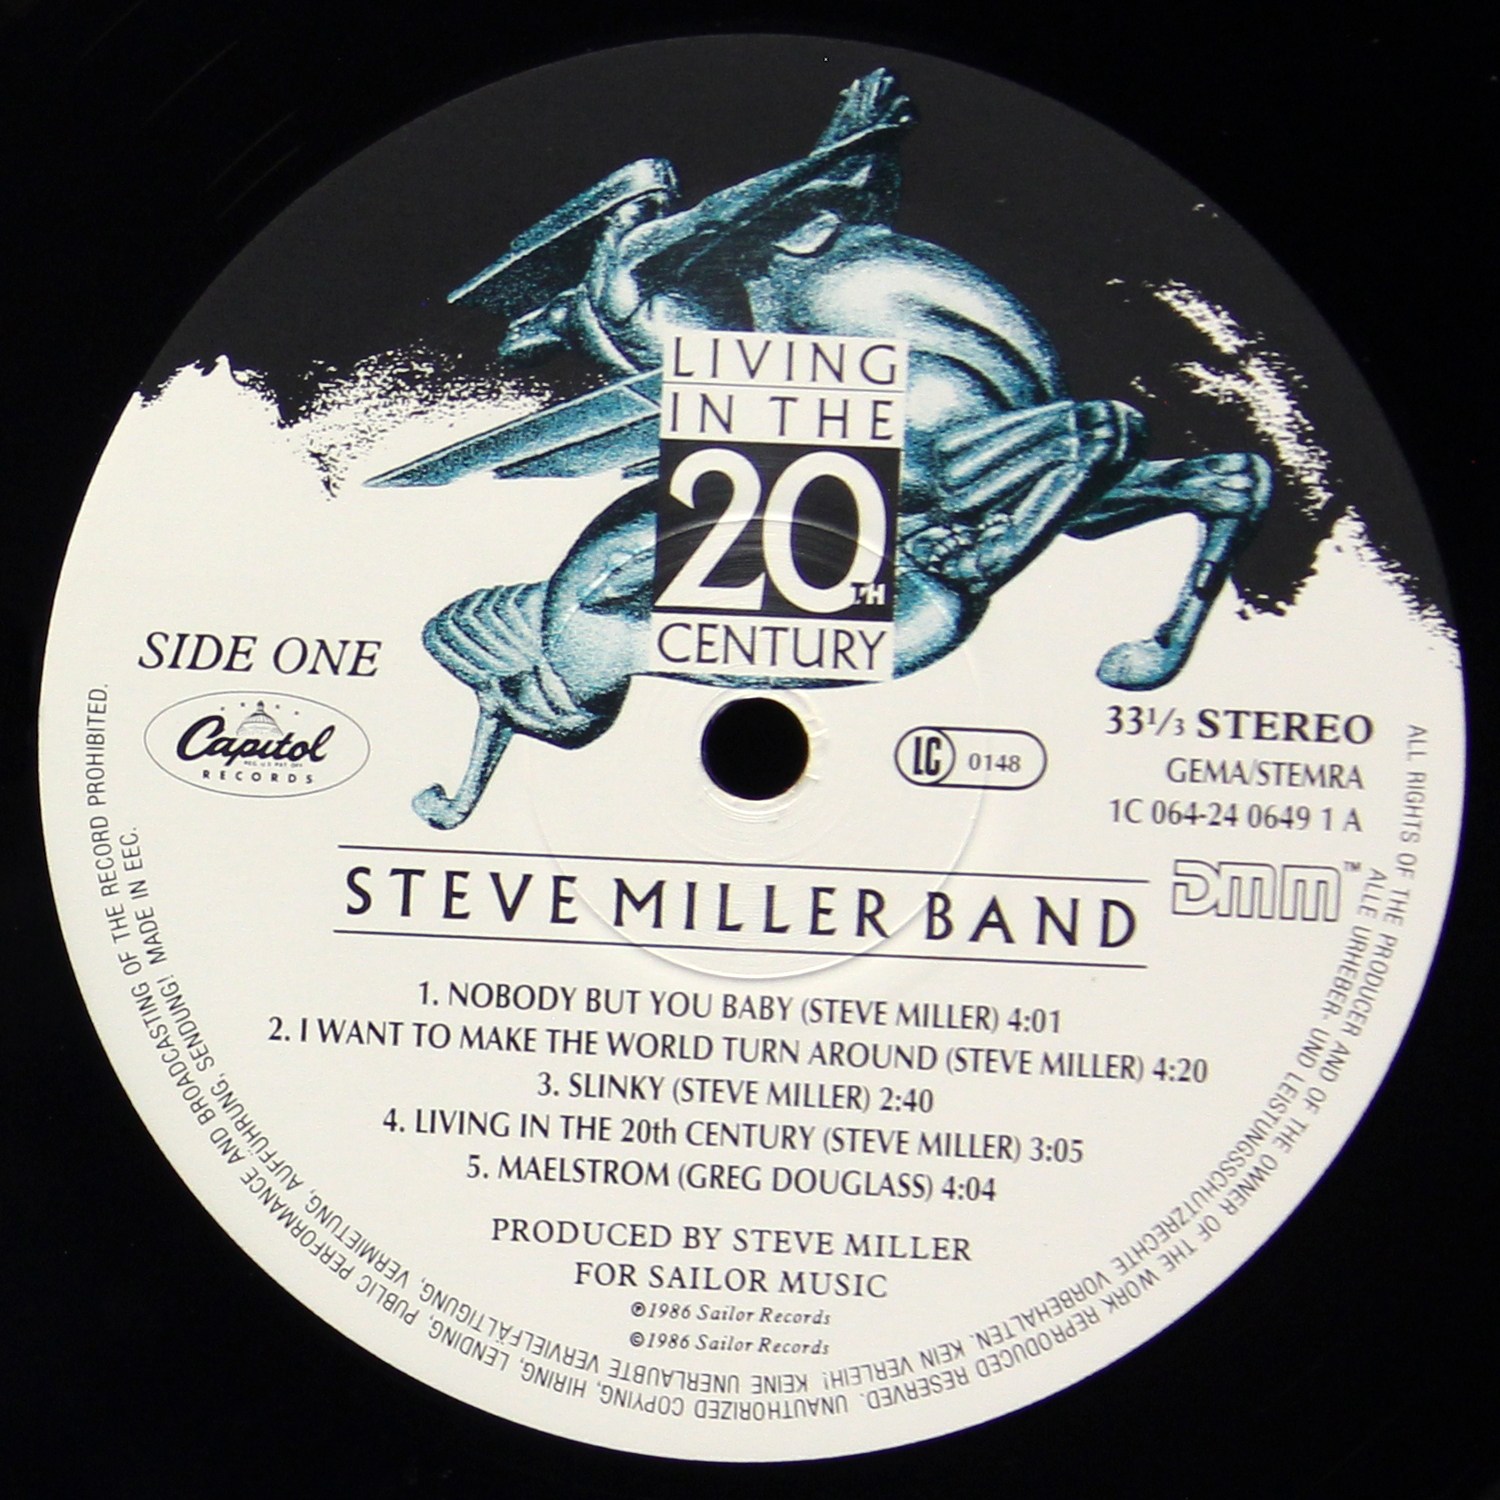 LIVING
IN THE
20TH
CENTURY
SIDE ONE
Capitol
REG. U.S. PAT. OFF.
RECORDS
LC 0148
33 1/3 STEREO
GEMA/STEMRA
1C 064-24 0649 1 A
DMM™
STEVE MILLER BAND
1. NOBODY BUT YOU BABY (STEVE MILLER) 4:01
2. I WANT TO MAKE THE WORLD TURN AROUND (STEVE MILLER) 4:20
3. SLINKY (STEVE MILLER) 2:40
4. LIVING IN THE 20th CENTURY (STEVE MILLER) 3:05
5. MAELSTROM (GREG DOUGLASS) 4:04
PRODUCED BY STEVE MILLER
FOR SAILOR MUSIC
℗1986 Sailor Records
©1986 Sailor Records
ALL RIGHTS OF THE PRODUCER AND OF THE OWNER OF THE WORK REPRODUCED RESERVED. UNAUTHORIZED COPYING, HIRING, LENDING, PUBLIC PERFORMANCE AND BROADCASTING OF THE RECORD PROHIBITED.
ALLE URHEBER- UND LEISTUNGSSCHUTZRECHTE VORBEHALTEN. KEIN VERLEIH! KEINE UNERLAUBTE VERVIELFÄLTIGUNG, VERMIETUNG, AUFFÜHRUNG, SENDUNG! MADE IN EEC.